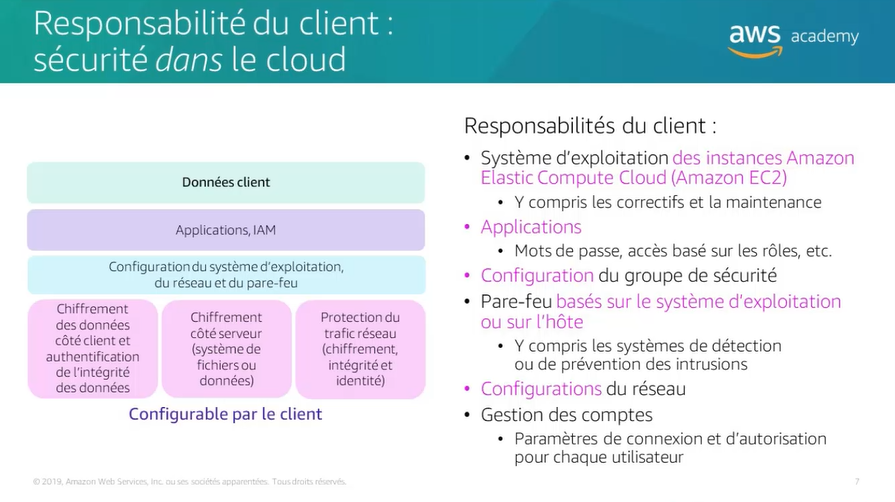 Responsabilité du client :
sécurité dans le cloud
aws academy
Données client
Applications, IAM
Configuration du système d'exploitation,
du réseau et du pare-feu
Chiffrement
des données
côté client et
authentification
de l'intégrité
des données
Chiffrement
côté serveur
(système de
fichiers ou
données)
Protection du
trafic réseau
(chiffrement,
intégrité et
identité)
Configurable par le client
Responsabilités du client :
• Système d'exploitation des instances Amazon
Elastic Compute Cloud (Amazon EC2)
• Y compris les correctifs et la maintenance
• Applications
• Mots de passe, accès basé sur les rôles, etc.
• Configuration du groupe de sécurité
• Pare-feu basés sur le système d'exploitation
ou sur l'hôte
• Y compris les systèmes de détection
ou de prévention des intrusions
• Configurations du réseau
• Gestion des comptes
• Paramètres de connexion et d'autorisation
pour chaque utilisateur
© 2019, Amazon Web Services, Inc. ou ses sociétés apparentées. Tous droits réservés.
7